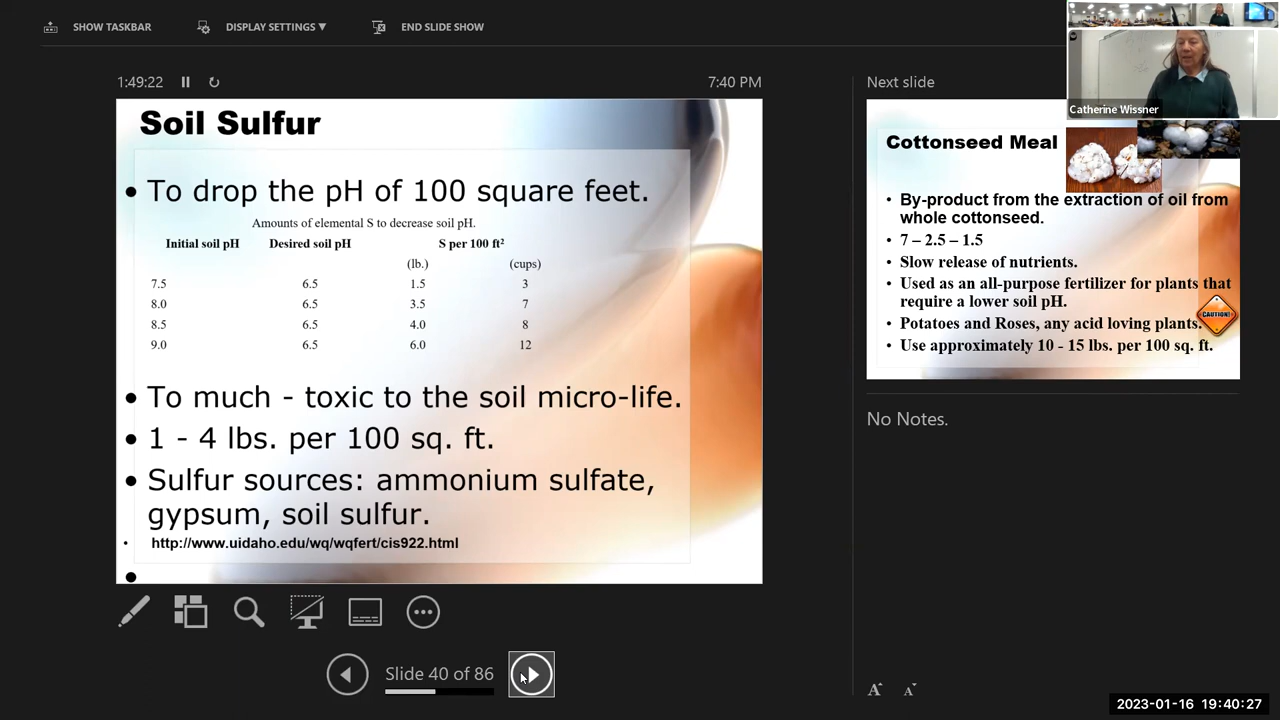 SHOW TASKBAR
DISPLAY SETTINGS ▼
END SLIDE SHOW
1:49:22
7:40 PM
Soil Sulfur
• To drop the pH of 100 square feet.
Amounts of elemental S to decrease soil pH.
Initial soil pH Desired soil pH S per 100 ft²
(lb.) (cups)
7.5 6.5 1.5 3
8.0 6.5 3.5 7
8.5 6.5 4.0 8
9.0 6.5 6.0 12
• To much - toxic to the soil micro-life.
• 1 - 4 lbs. per 100 sq. ft.
• Sulfur sources: ammonium sulfate,
gypsum, soil sulfur.
• http://www.uidaho.edu/wq/wqfert/cis922.html
•
Slide 40 of 86
Next slide
Catherine Wissner
Cottonseed Meal
• By-product from the extraction of oil from
whole cottonseed.
• 7 – 2.5 – 1.5
• Slow release of nutrients.
• Used as an all-purpose fertilizer for plants that
require a lower soil pH.
CAUTION!
• Potatoes and Roses, any acid loving plants.
• Use approximately 10 - 15 lbs. per 100 sq. ft.
No Notes.
A A
2023-01-16 19:40:27